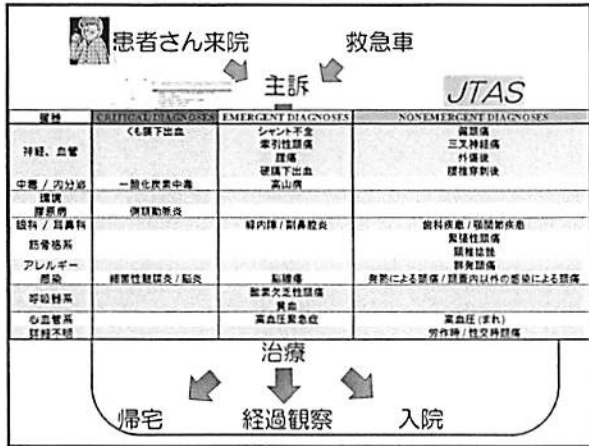 患者さん来院 救急車
主訴
JTAS
CRITICAL DIAGNOSES EMERGENT DIAGNOSES NONEMERGENT DIAGNOSES
神経、血管 くも膜下出血 シャント不全 偏頭痛
牽引性頭痛 三叉神経痛
腫瘍 外傷後
硬膜下出血 腰椎穿刺後
中毒 / 内分泌 一酸化炭素中毒 高山病
環境
膠原病 側頭動脈炎
眼科 / 耳鼻科 緑内障 / 副鼻腔炎 歯科疾患 / 顎関節疾患
筋骨格系 緊張性頭痛
頸椎捻挫
アレルギー 群発頭痛
感染 細菌性髄膜炎 / 脳炎 脳膿瘍 発熱による頭痛 / 頭蓋内以外の感染による頭痛
呼吸器系 酸素欠乏性頭痛
貧血
心血管系 高血圧緊急症 高血圧 (まれ)
詳細不明 労作時 / 性交時頭痛
治療
帰宅 経過観察 入院